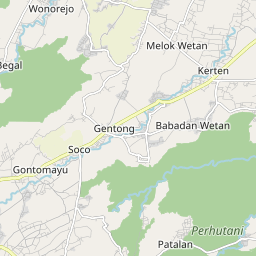 Wonorejo
Melok Wetan
Begal
Kerten
Gentong
Babadan Wetan
Soco
Gontomayu
Perhutani
Patalan